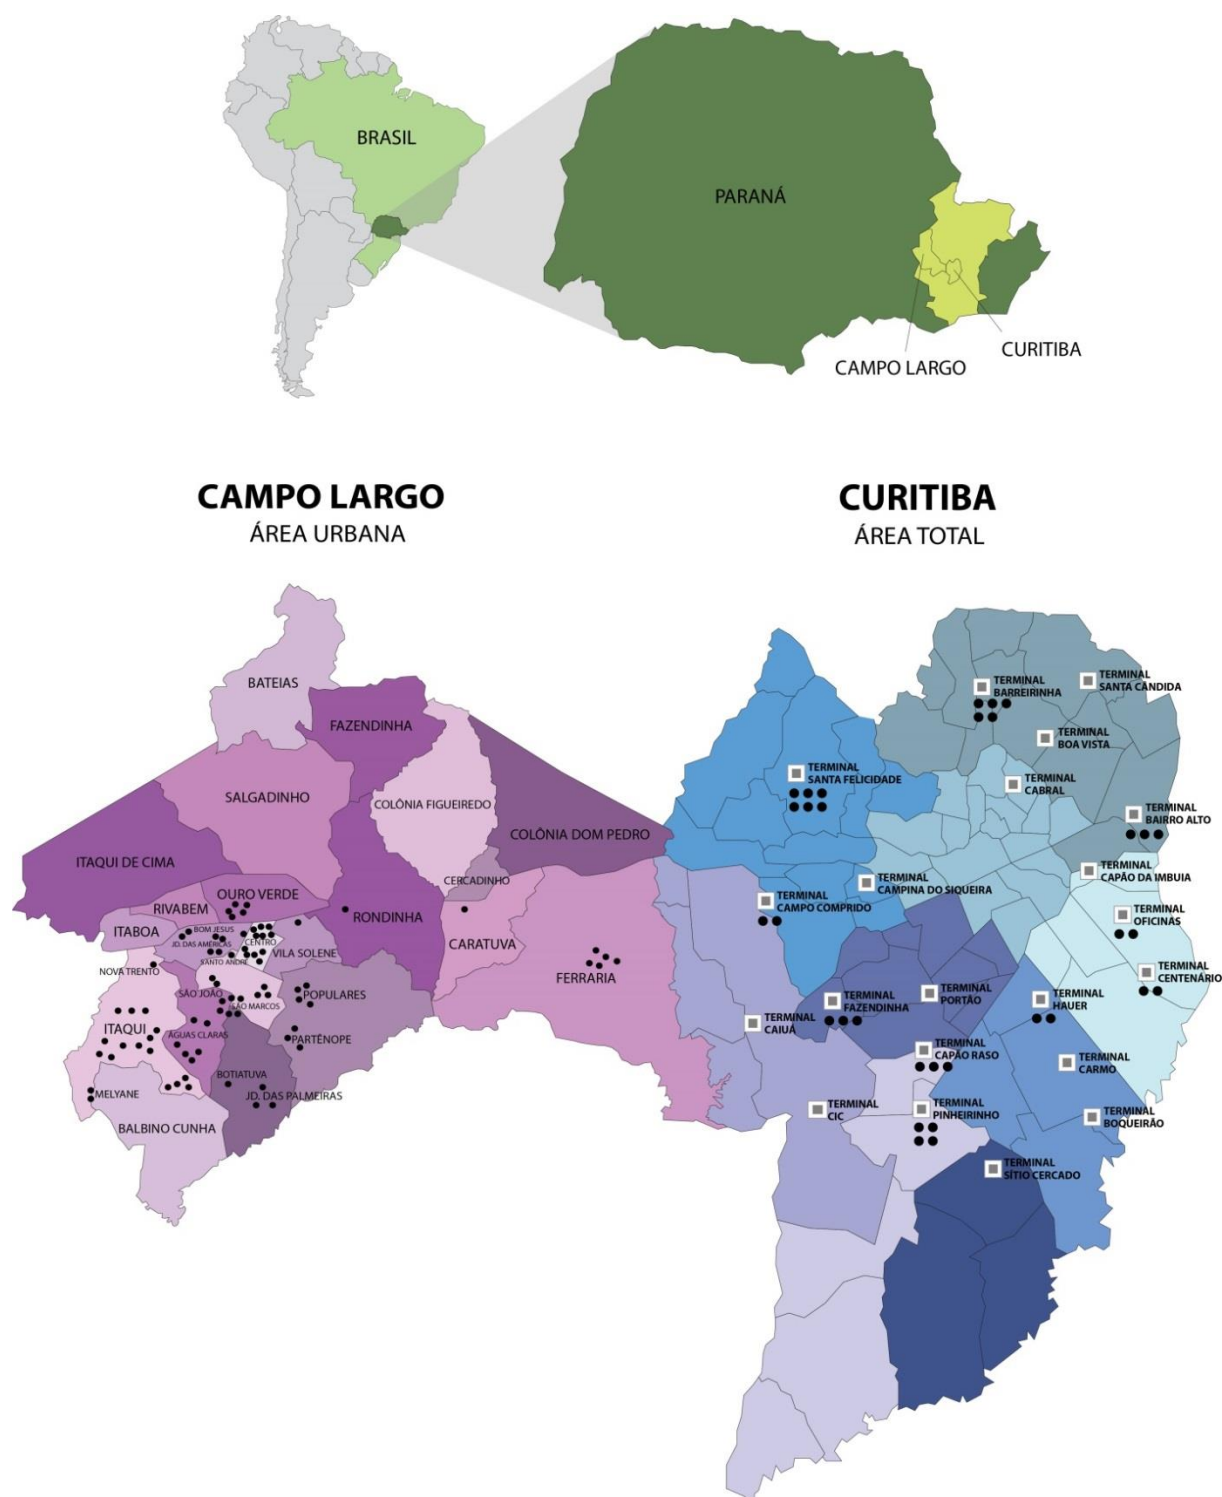 BRASIL
PARANÁ
CURITIBA
CAMPO LARGO
CAMPO LARGO
ÁREA URBANA
CURITIBA
ÁREA TOTAL
BATEIAS
FAZENDINHA
SALGADINHO
COLÔNIA FIGUEIREDO
COLÔNIA DOM PEDRO
ITAQUI DE CIMA
CERCADINHO
OURO VERDE
RIVABEM
RONDINHA
ITABOA
BOM JESUS
JD. DAS AMÉRICAS
CENTRO
CARATUVA
VILA SOLENE
SANTO ANDRÉ
NOVA TRENTO
FERRARIA
SÃO JOÃO
POPULARES
SÃO MARCOS
ITAQUI
ÁGUAS CLARAS
PARTÊNOPE
BOTIATUVA
MELYANE
JD. DAS PALMEIRAS
BALBINO CUNHA
TERMINAL
SANTA CÂNDIDA
TERMINAL
BARREIRINHA
TERMINAL
BOA VISTA
TERMINAL
SANTA FELICIDADE
TERMINAL
CABRAL
TERMINAL
BAIRRO ALTO
TERMINAL
CAPÃO DA IMBUIA
TERMINAL
CAMPINA DO SIQUEIRA
TERMINAL
CAMPO COMPRIDO
TERMINAL
OFICINAS
TERMINAL
CENTENÁRIO
TERMINAL
PORTÃO
TERMINAL
HAUER
TERMINAL
FAZENDINHA
TERMINAL
CAIUÁ
TERMINAL
CAPÃO RASO
TERMINAL
CARMO
TERMINAL
CIC
TERMINAL
PINHEIRINHO
TERMINAL
BOQUEIRÃO
TERMINAL
SÍTIO CERCADO